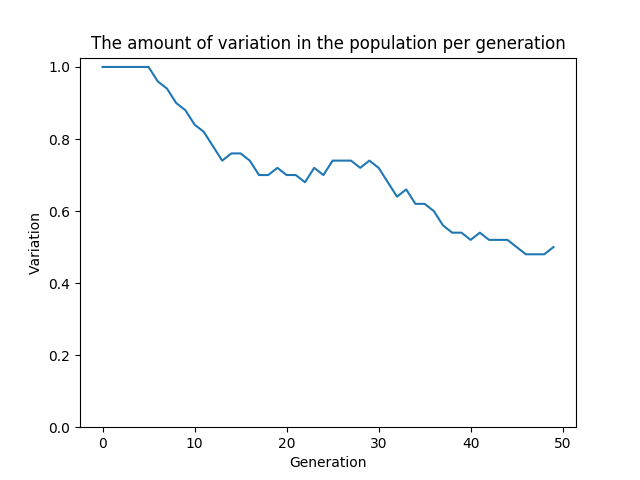 The amount of variation in the population per generation
1.0
0.8
0.6
0.4
0.2
0.0
Variation
0 10 20 30 40 50
Generation